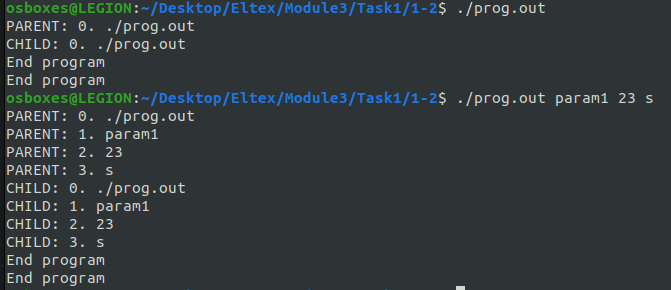 osboxes@LEGION:~/Desktop/Eltex/Module3/Task1/1-2$ ./prog.out
PARENT: 0. ./prog.out
CHILD: 0. ./prog.out
End program
End program
osboxes@LEGION:~/Desktop/Eltex/Module3/Task1/1-2$ ./prog.out param1 23 s
PARENT: 0. ./prog.out
PARENT: 1. param1
PARENT: 2. 23
PARENT: 3. s
CHILD: 0. ./prog.out
CHILD: 1. param1
CHILD: 2. 23
CHILD: 3. s
End program
End program